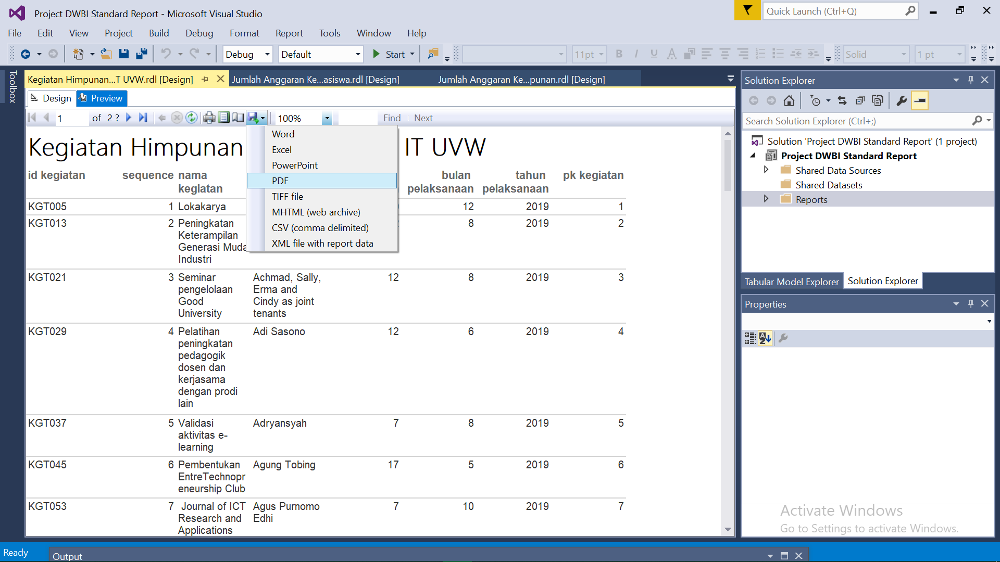 Project DWBI Standard Report - Microsoft Visual Studio
Quick Launch (Ctrl+Q)
File Edit View Project Build Debug Format Report Tools Window Help
Debug Default Start 11pt B I U A Solid 1 pt
Toolbox
Kegiatan Himpunan...T UVW.rdl [Design] Jumlah Anggaran Ke...asiswa.rdl [Design] Jumlah Anggaran Ke...punan.rdl [Design]
Design Preview
1 of 2 ? 100% Find Next
Word
Excel
PowerPoint
PDF
TIFF file
MHTML (web archive)
CSV (comma delimited)
XML file with report data
Kegiatan Himpunan IT UVW
id kegiatan sequence nama kegiatan bulan pelaksanaan tahun pelaksanaan pk kegiatan
KGT005 1 Lokakarya 12 2019 1
KGT013 2 Peningkatan 8 2019 2
Keterampilan
Generasi Muda
Industri
KGT021 3 Seminar Achmad, Sally, 12 8 2019 3
pengelolaan Erma and
Good Cindy as joint
University tenants
KGT029 4 Pelatihan Adi Sasono 12 6 2019 4
peningkatan
pedagogik
dosen dan
kerjasama
dengan prodi
lain
KGT037 5 Validasi Adryansyah 7 8 2019 5
aktivitas e-
learning
KGT045 6 Pembentukan Agung Tobing 17 5 2019 6
EntreTechnopr
eneurship Club
KGT053 7 Journal of ICT Agus Purnomo 7 10 2019 7
Research and Edhi
Applications
Solution Explorer
Search Solution Explorer (Ctrl+;)
Solution 'Project DWBI Standard Report' (1 project)
Project DWBI Standard Report
Shared Data Sources
Shared Datasets
Reports
Tabular Model Explorer Solution Explorer
Properties
Activate Windows
Go to Settings to activate Windows.
Ready
Output